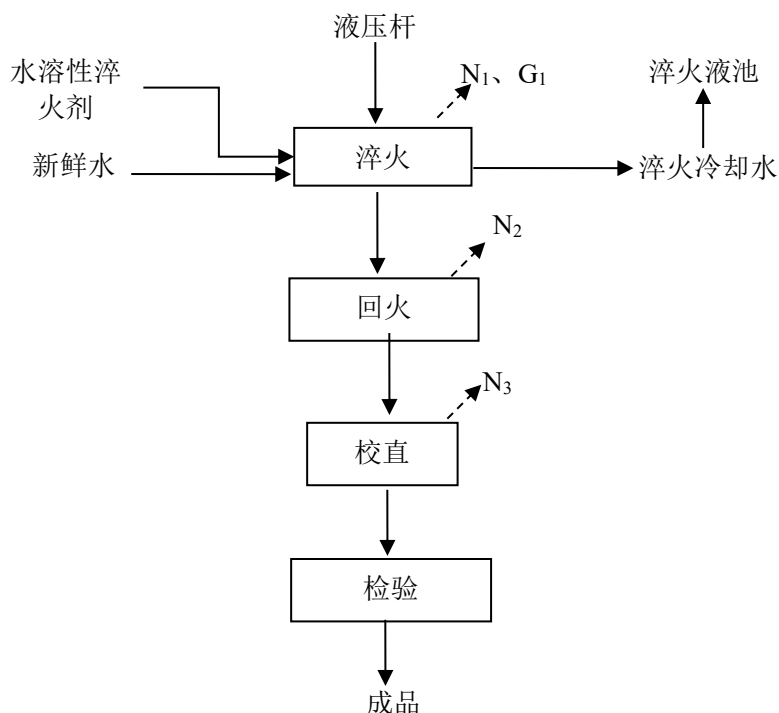 液压杆
水溶性淬
火剂
N₁、G₁
淬火液池
淬火
新鲜水
淬火冷却水
N₂
回火
N₃
校直
检验
成品